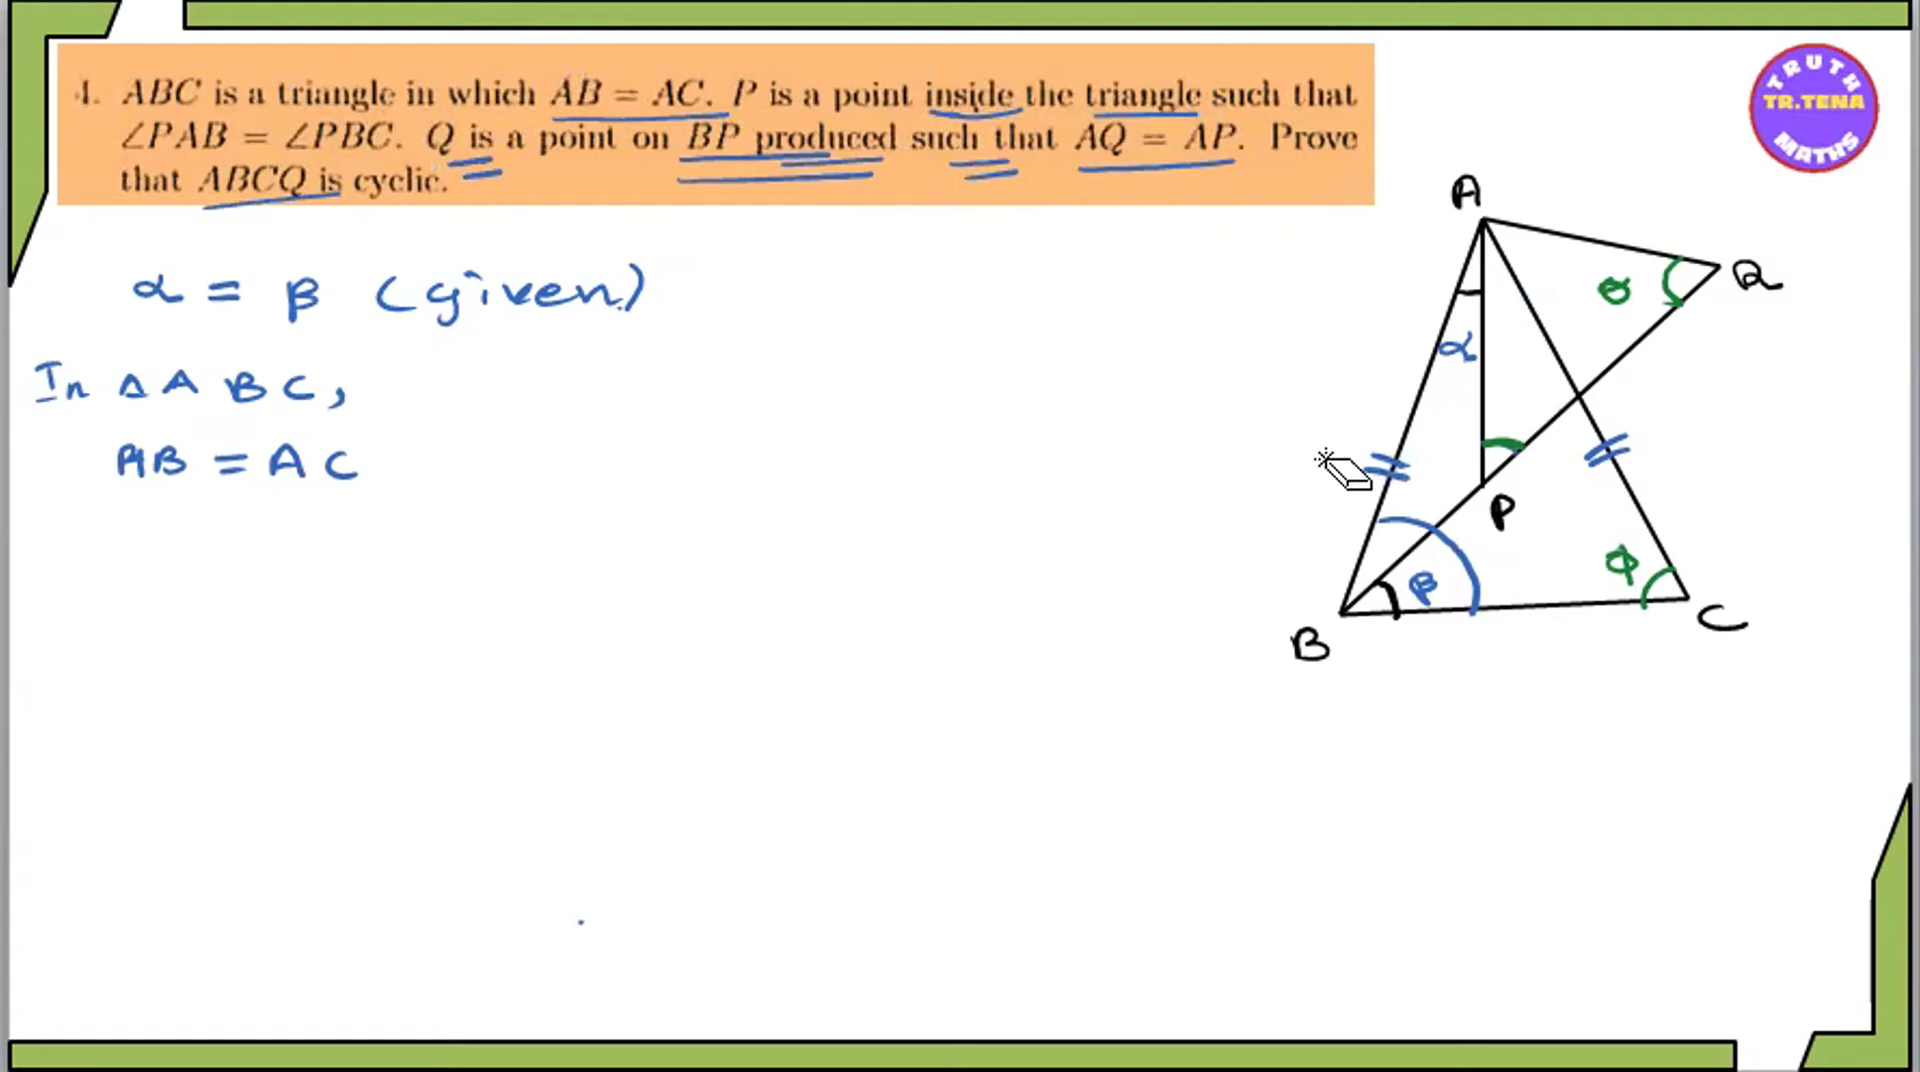 4. ABC is a triangle in which AB = AC. P is a point inside the triangle such that
∠PAB = ∠PBC. Q is a point on BP produced such that AQ = AP. Prove
that ABCQ is cyclic.
TRUTH
TR.TENA
MATHS
α = β (given)
In △ABC,
AB = AC
A
Q
θ
α
P
φ
β
B
C